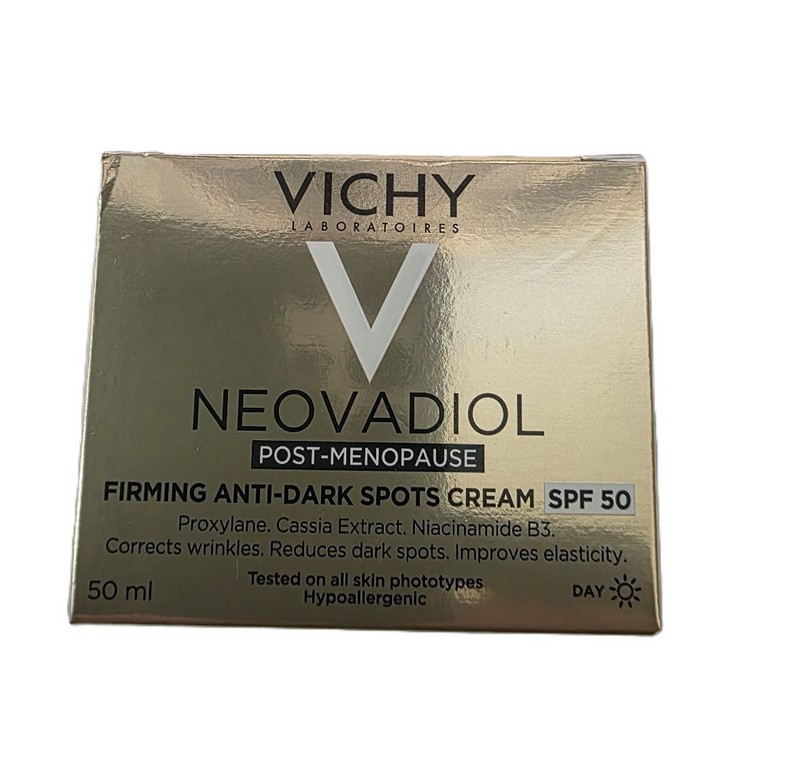 VICHY
LABORATOIRES
V
NEOVADIOL
POST-MENOPAUSE
FIRMING ANTI-DARK SPOTS CREAM SPF 50
Proxylane. Cassia Extract. Niacinamide B3.
Corrects wrinkles. Reduces dark spots. Improves elasticity.
50 ml
Tested on all skin phototypes
Hypoallergenic
DAY